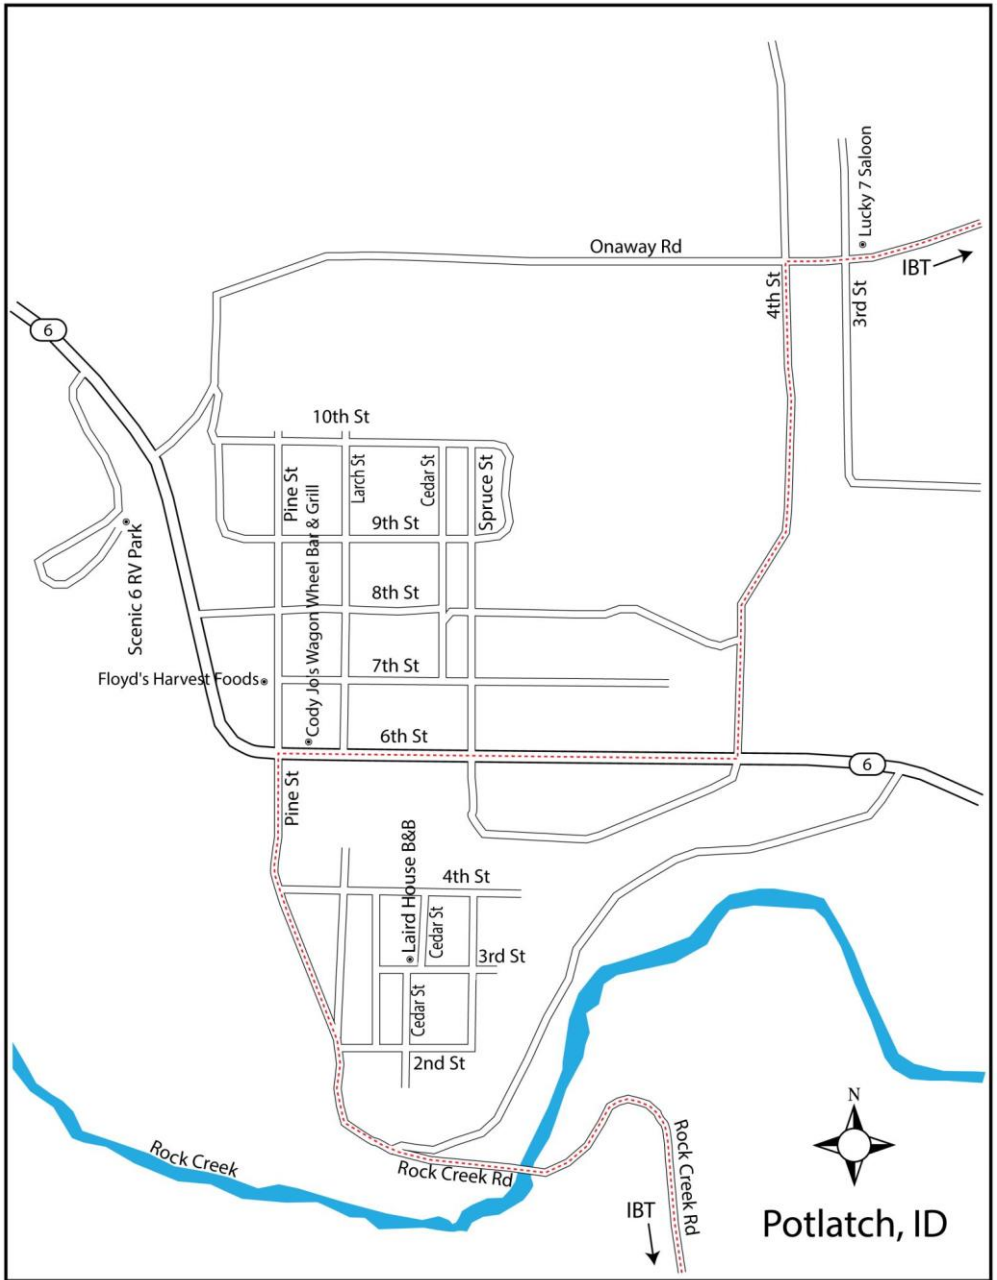 Lucky 7 Saloon
Onaway Rd
IBT
4th St
3rd St
6
10th St
Pine St
Larch St
Cedar St
Spruce St
9th St
Cody Jo's Wagon Wheel Bar & Grill
Scenic 6 RV Park
8th St
7th St
Floyd's Harvest Foods
6th St
6
Pine St
Laird House B&B
4th St
Cedar St
3rd St
Cedar St
2nd St
Rock Creek
Rock Creek Rd
Rock Creek Rd
IBT
N
Potlatch, ID